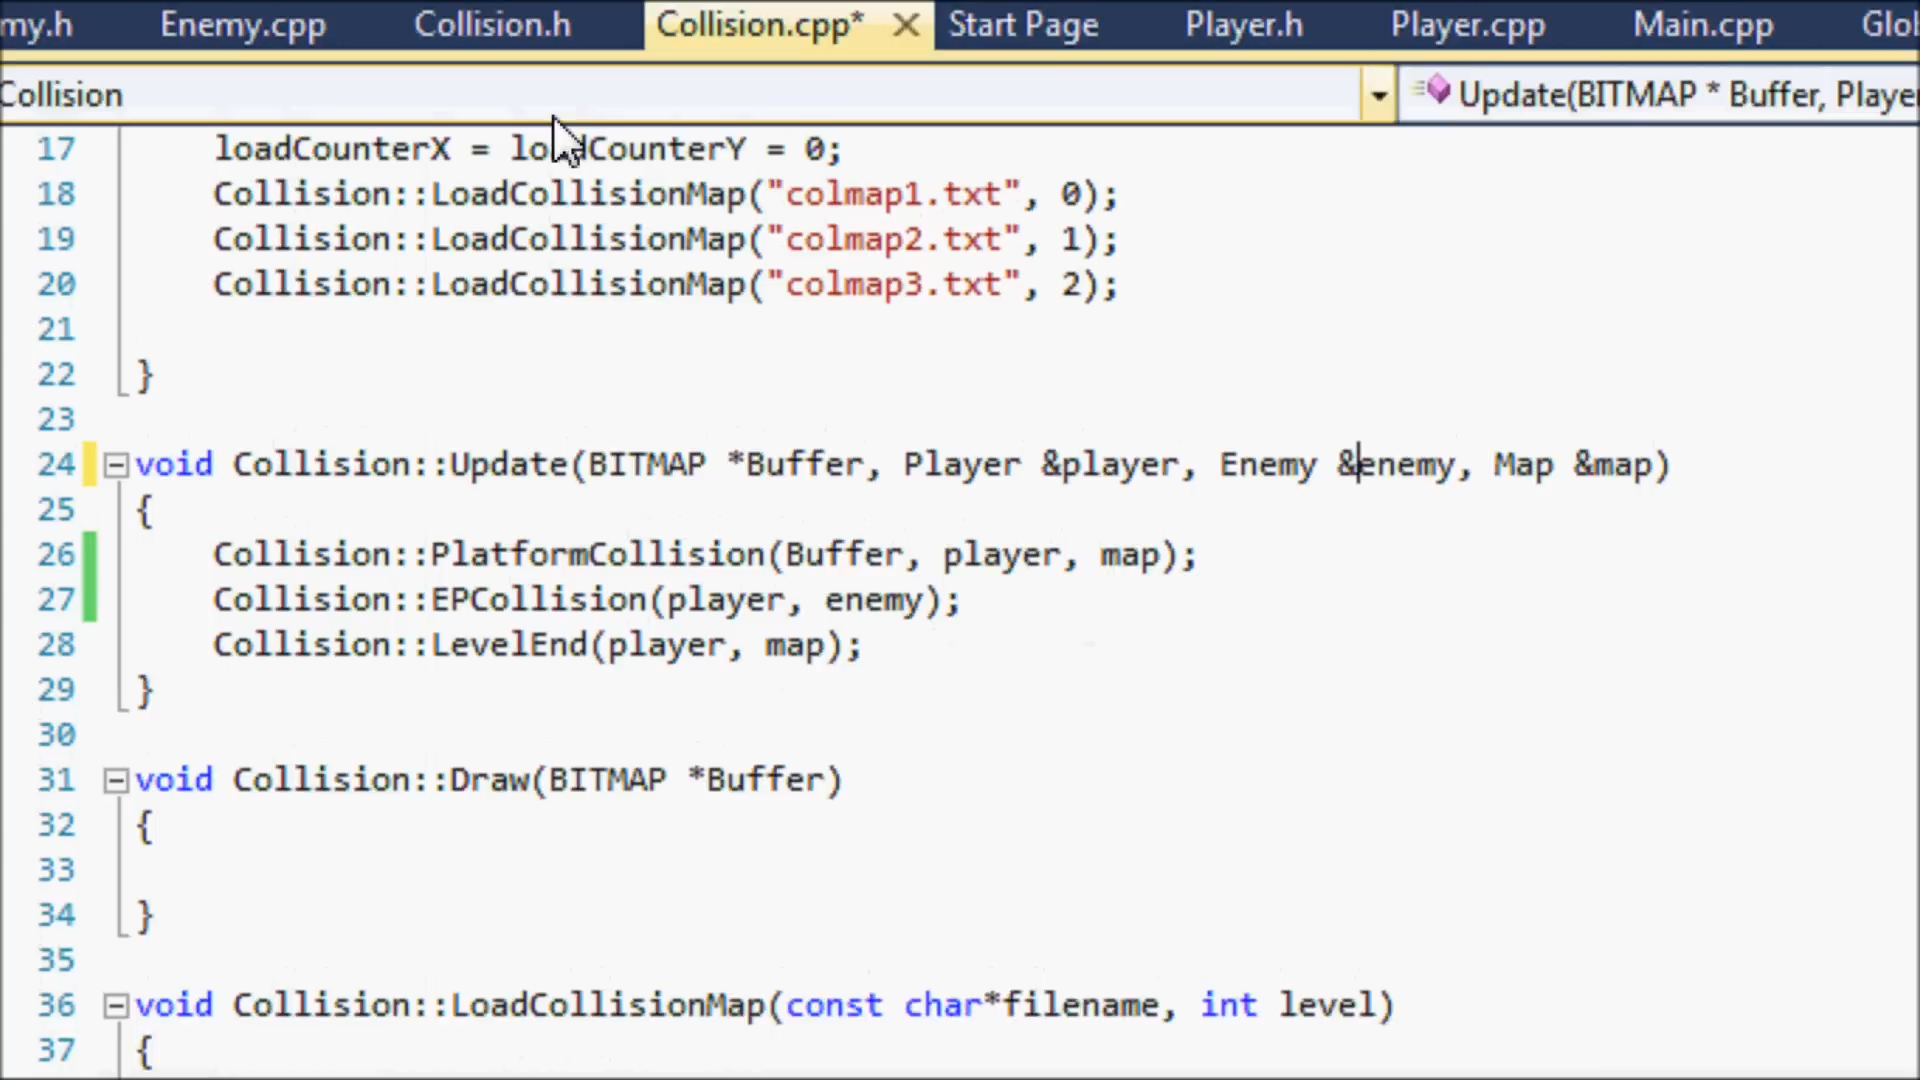 my.h Enemy.cpp Collision.h Collision.cpp* Start Page Player.h Player.cpp Main.cpp Glob
Collision Update(BITMAP * Buffer, Player
17 loadCounterX = loadCounterY = 0;
18 Collision::LoadCollisionMap("colmap1.txt", 0);
19 Collision::LoadCollisionMap("colmap2.txt", 1);
20 Collision::LoadCollisionMap("colmap3.txt", 2);
21
22 }
23
24 void Collision::Update(BITMAP *Buffer, Player &player, Enemy &enemy, Map &map)
25 {
26 Collision::PlatformCollision(Buffer, player, map);
27 Collision::EPCollision(player, enemy);
28 Collision::LevelEnd(player, map);
29 }
30
31 void Collision::Draw(BITMAP *Buffer)
32 {
33
34 }
35
36 void Collision::LoadCollisionMap(const char*filename, int level)
37 {